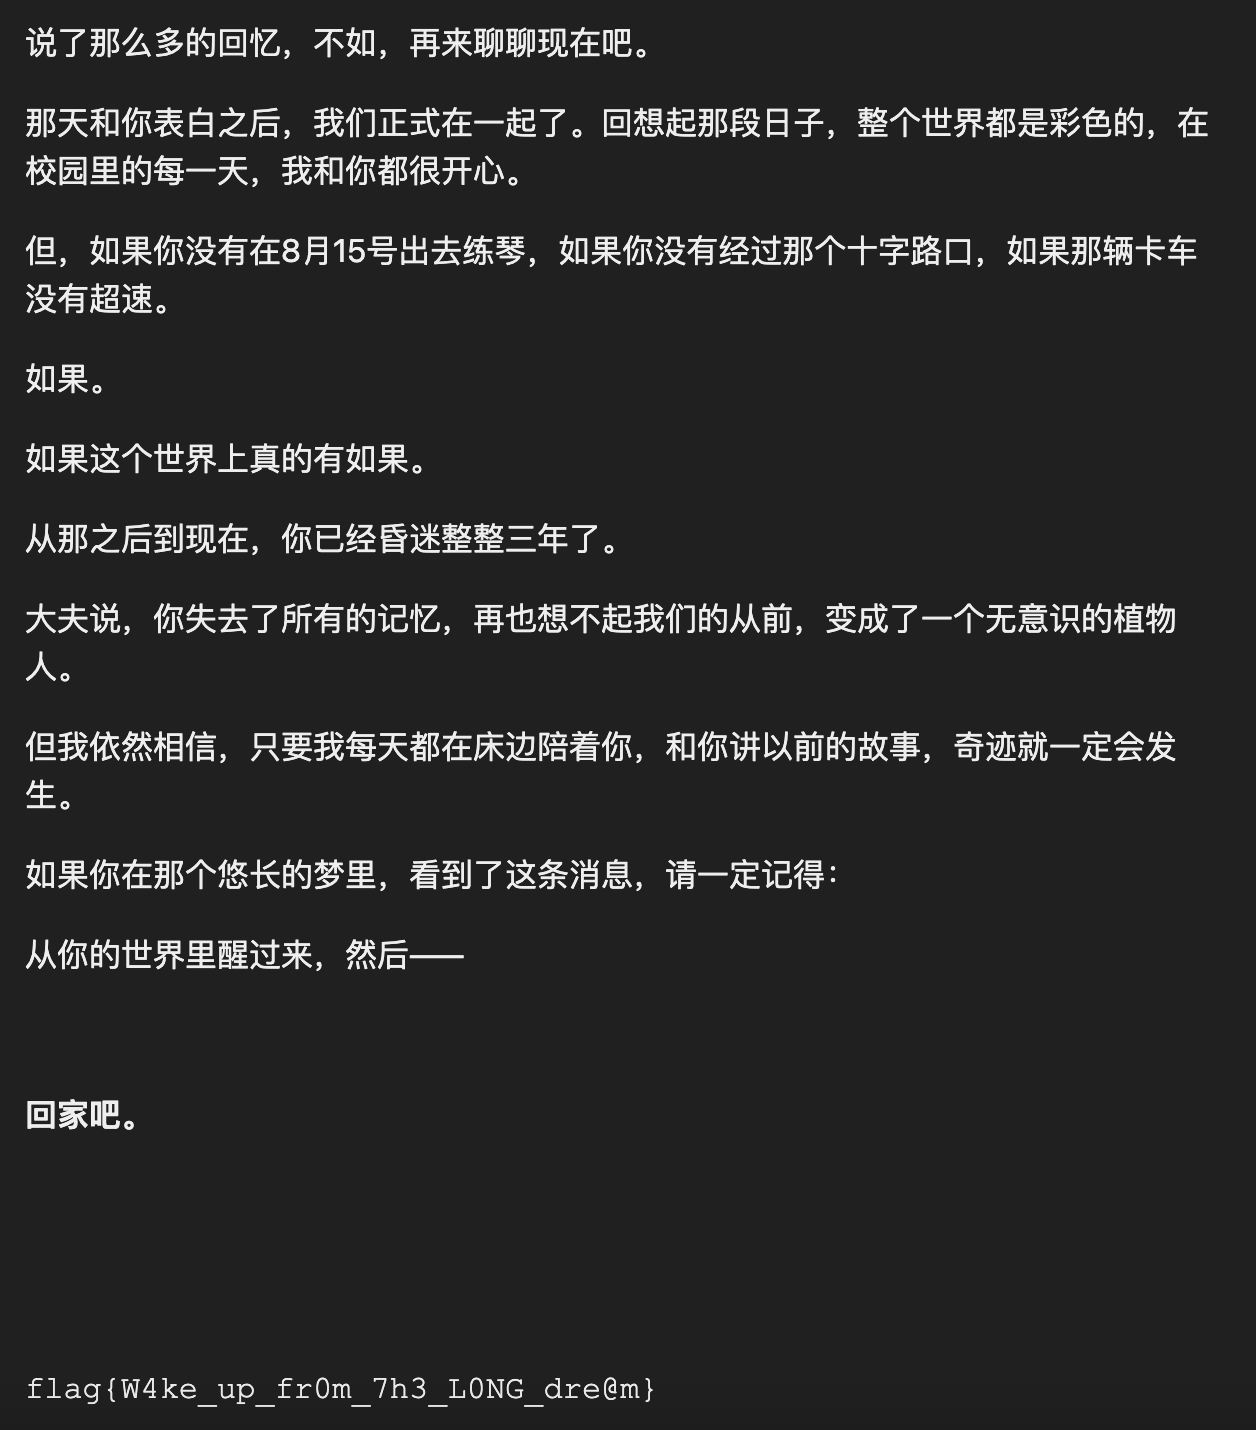 说了那么多的回忆，不如，再来聊聊现在吧。
那天和你表白之后，我们正式在一起了。回想起那段日子，整个世界都是彩色的，在
校园里的每一天，我和你都很开心。
但，如果你没有在8月15号出去练琴，如果你没有经过那个十字路口，如果那辆卡车
没有超速。
如果。
如果这个世界上真的有如果。
从那之后到现在，你已经昏迷整整三年了。
大夫说，你失去了所有的记忆，再也想不起我们的从前，变成了一个无意识的植物
人。
但我依然相信，只要我每天都在床边陪着你，和你讲以前的故事，奇迹就一定会发
生。
如果你在那个悠长的梦里，看到了这条消息，请一定记得：
从你的世界里醒过来，然后——
回家吧。
flag{W4ke_up_fr0m_7h3_L0NG_dre@m}